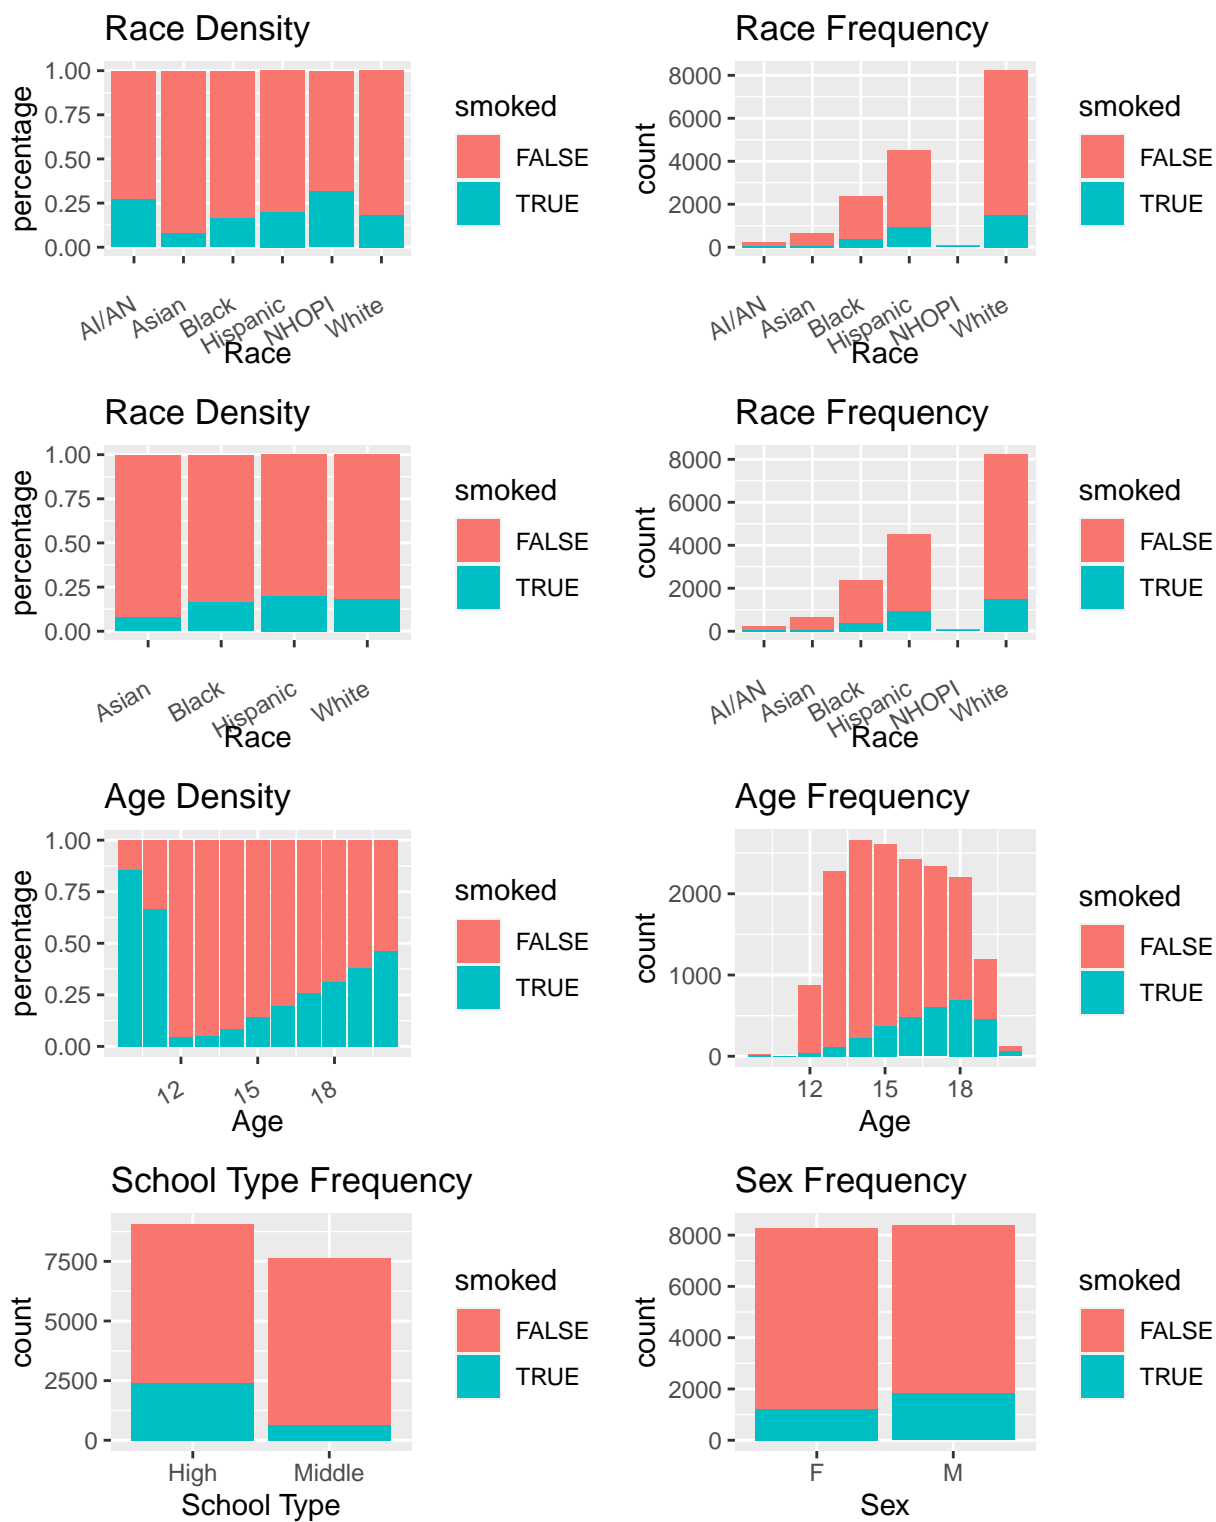 Race Density
percentage
1.00
0.75
0.50
0.25
0.00
AI/AN
Asian
Black
Hispanic
NHOPI
White
Race
smoked
FALSE
TRUE
Race Frequency
count
8000
6000
4000
2000
0
AI/AN
Asian
Black
Hispanic
NHOPI
White
Race
smoked
FALSE
TRUE
Race Density
percentage
1.00
0.75
0.50
0.25
0.00
Asian
Black
Hispanic
White
Race
smoked
FALSE
TRUE
Race Frequency
count
8000
6000
4000
2000
0
AI/AN
Asian
Black
Hispanic
NHOPI
White
Race
smoked
FALSE
TRUE
Age Density
percentage
1.00
0.75
0.50
0.25
0.00
12
15
18
Age
smoked
FALSE
TRUE
Age Frequency
count
2000
1000
0
12
15
18
Age
smoked
FALSE
TRUE
School Type Frequency
count
7500
5000
2500
0
High
Middle
School Type
smoked
FALSE
TRUE
Sex Frequency
count
8000
6000
4000
2000
0
F
M
Sex
smoked
FALSE
TRUE